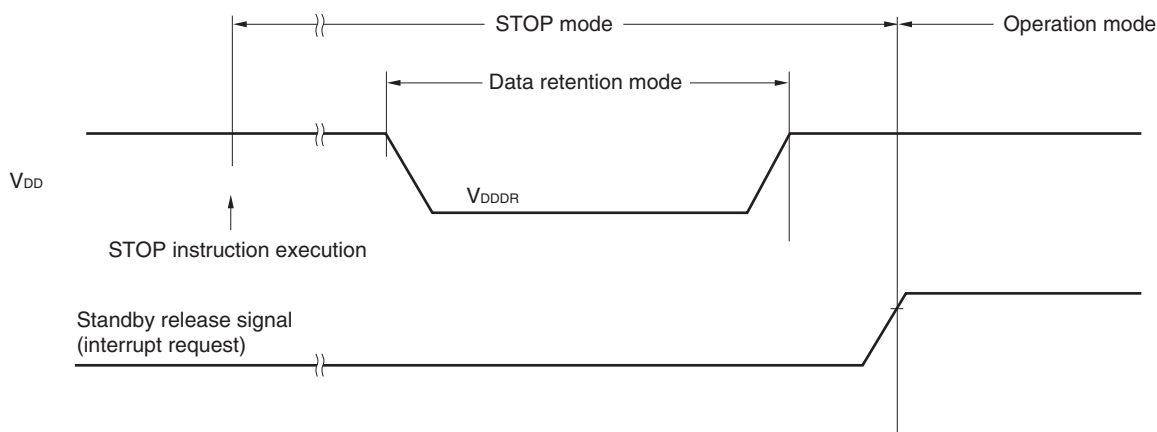 STOP mode
Operation mode
Data retention mode
VDD
VDDDR
STOP instruction execution
Standby release signal
(interrupt request)